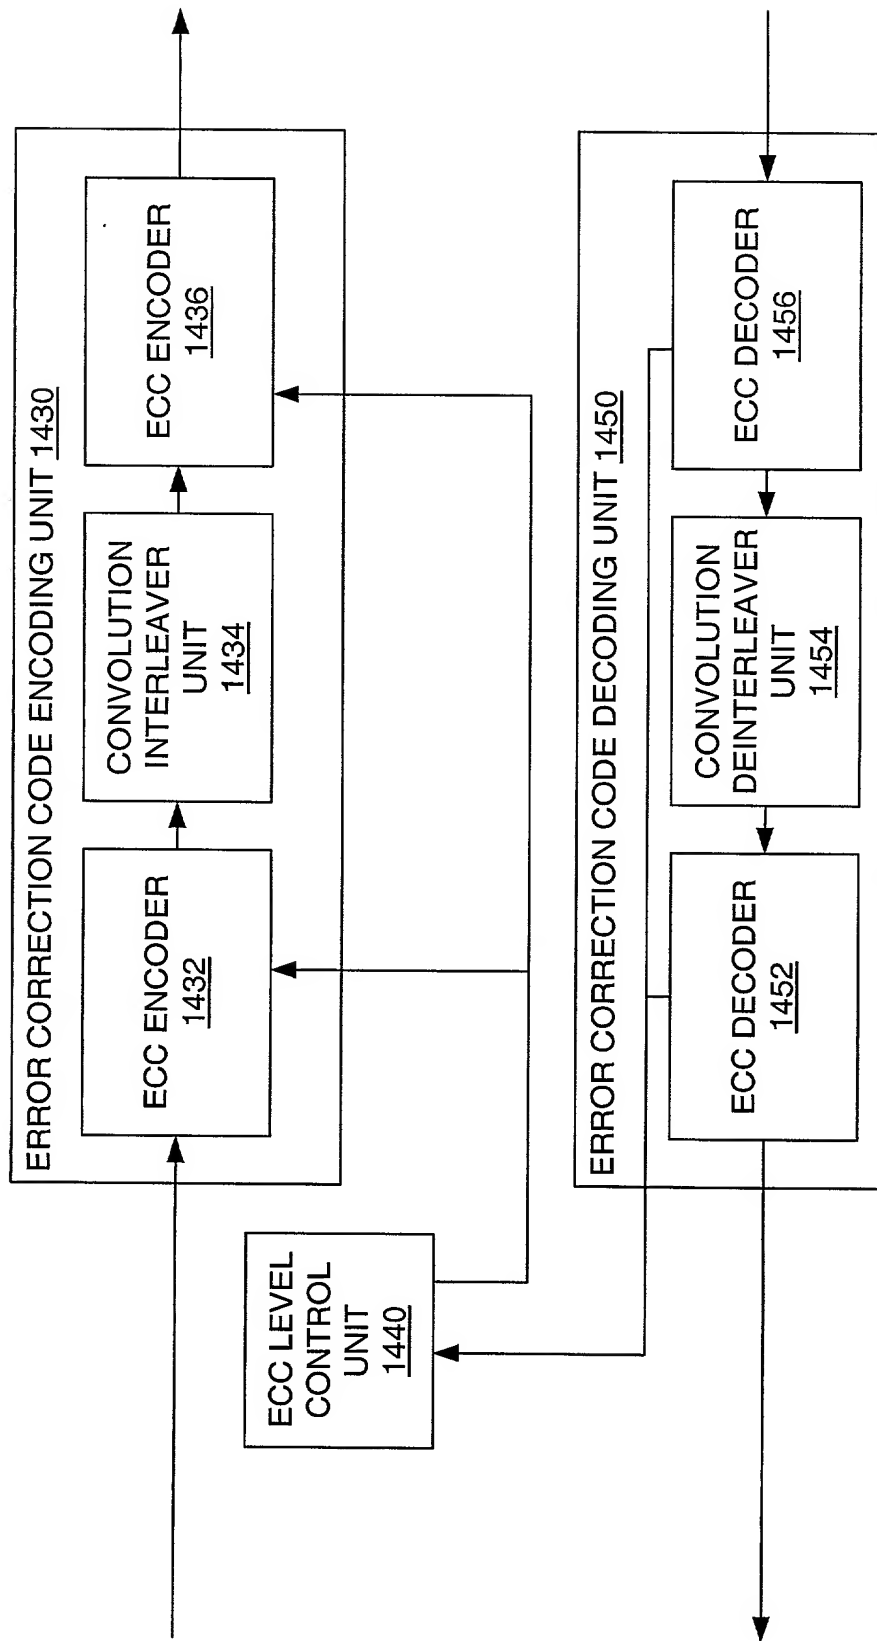 ERROR CORRECTION CODE ENCODING UNIT 1430
ECC ENCODER
1432
CONVOLUTION
INTERLEAVER
UNIT
1434
ECC ENCODER
1436
ECC LEVEL
CONTROL
UNIT
1440
ERROR CORRECTION CODE DECODING UNIT 1450
ECC DECODER
1452
CONVOLUTION
DEINTERLEAVER
UNIT
1454
ECC DECODER
1456